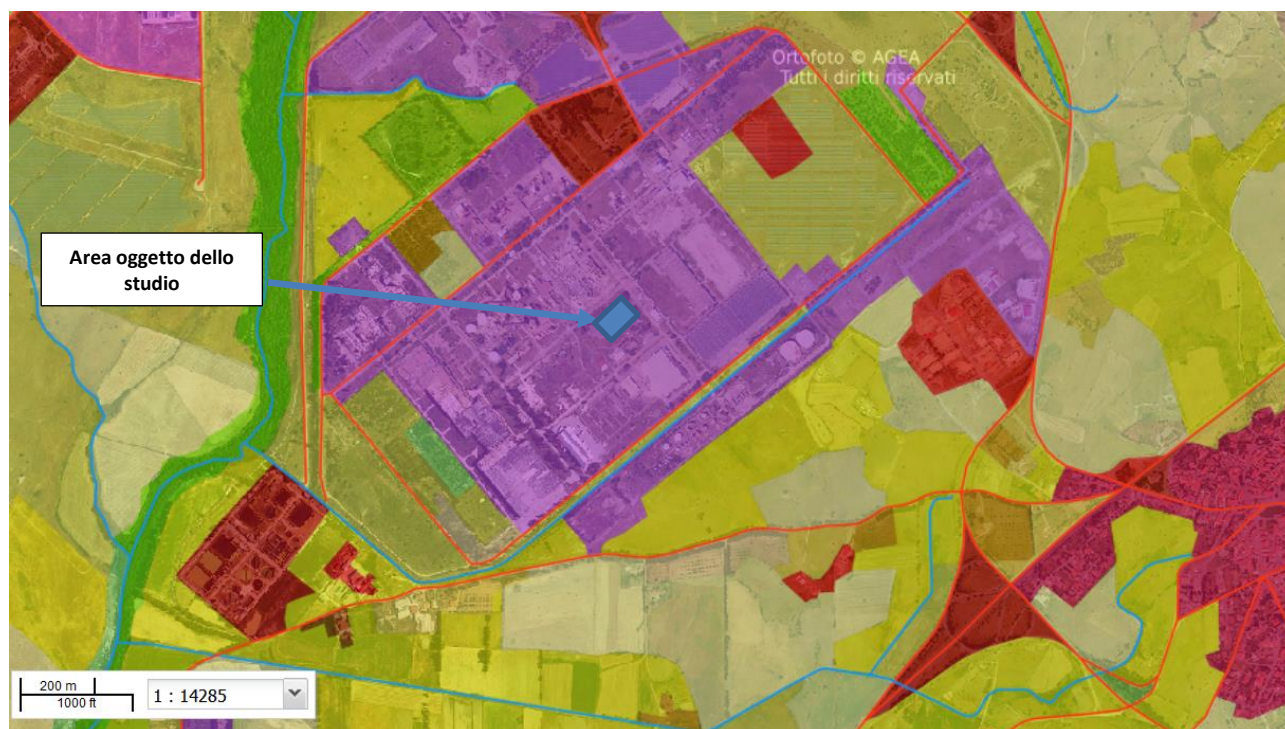 Ortofoto © AGEA
Tutti i diritti riservati
Area oggetto dello
studio
200 m
1000 ft
1 : 14285